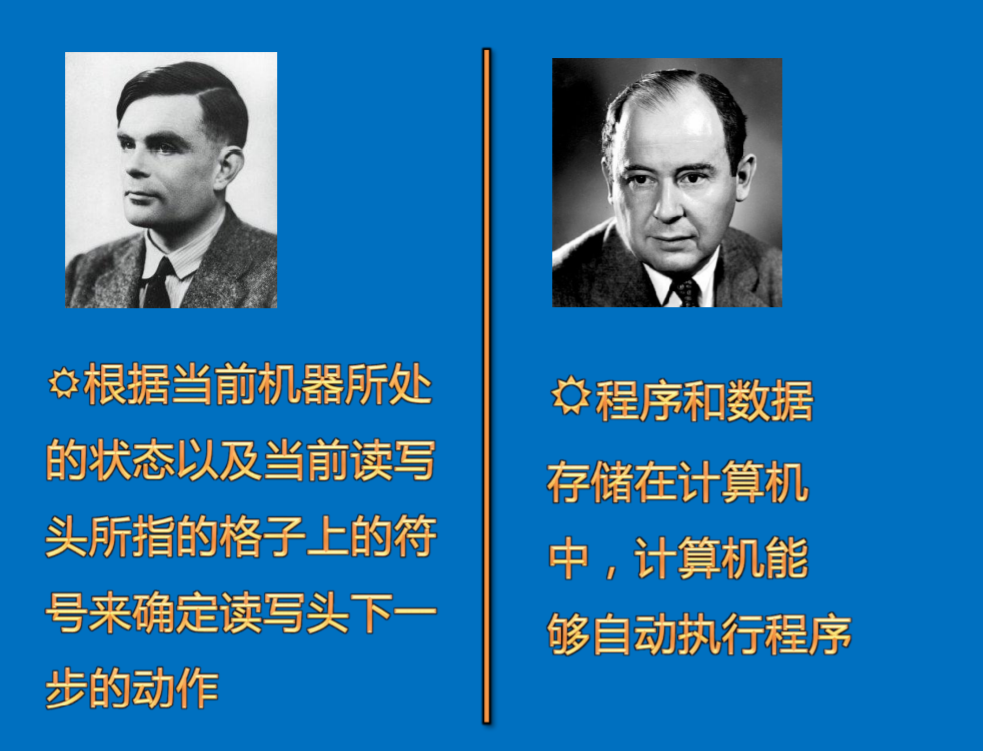 ☼根据当前机器所处
的状态以及当前读写
头所指的格子上的符
号来确定读写头下一
步的动作
☼程序和数据
存储在计算机
中，计算机能
够自动执行程序